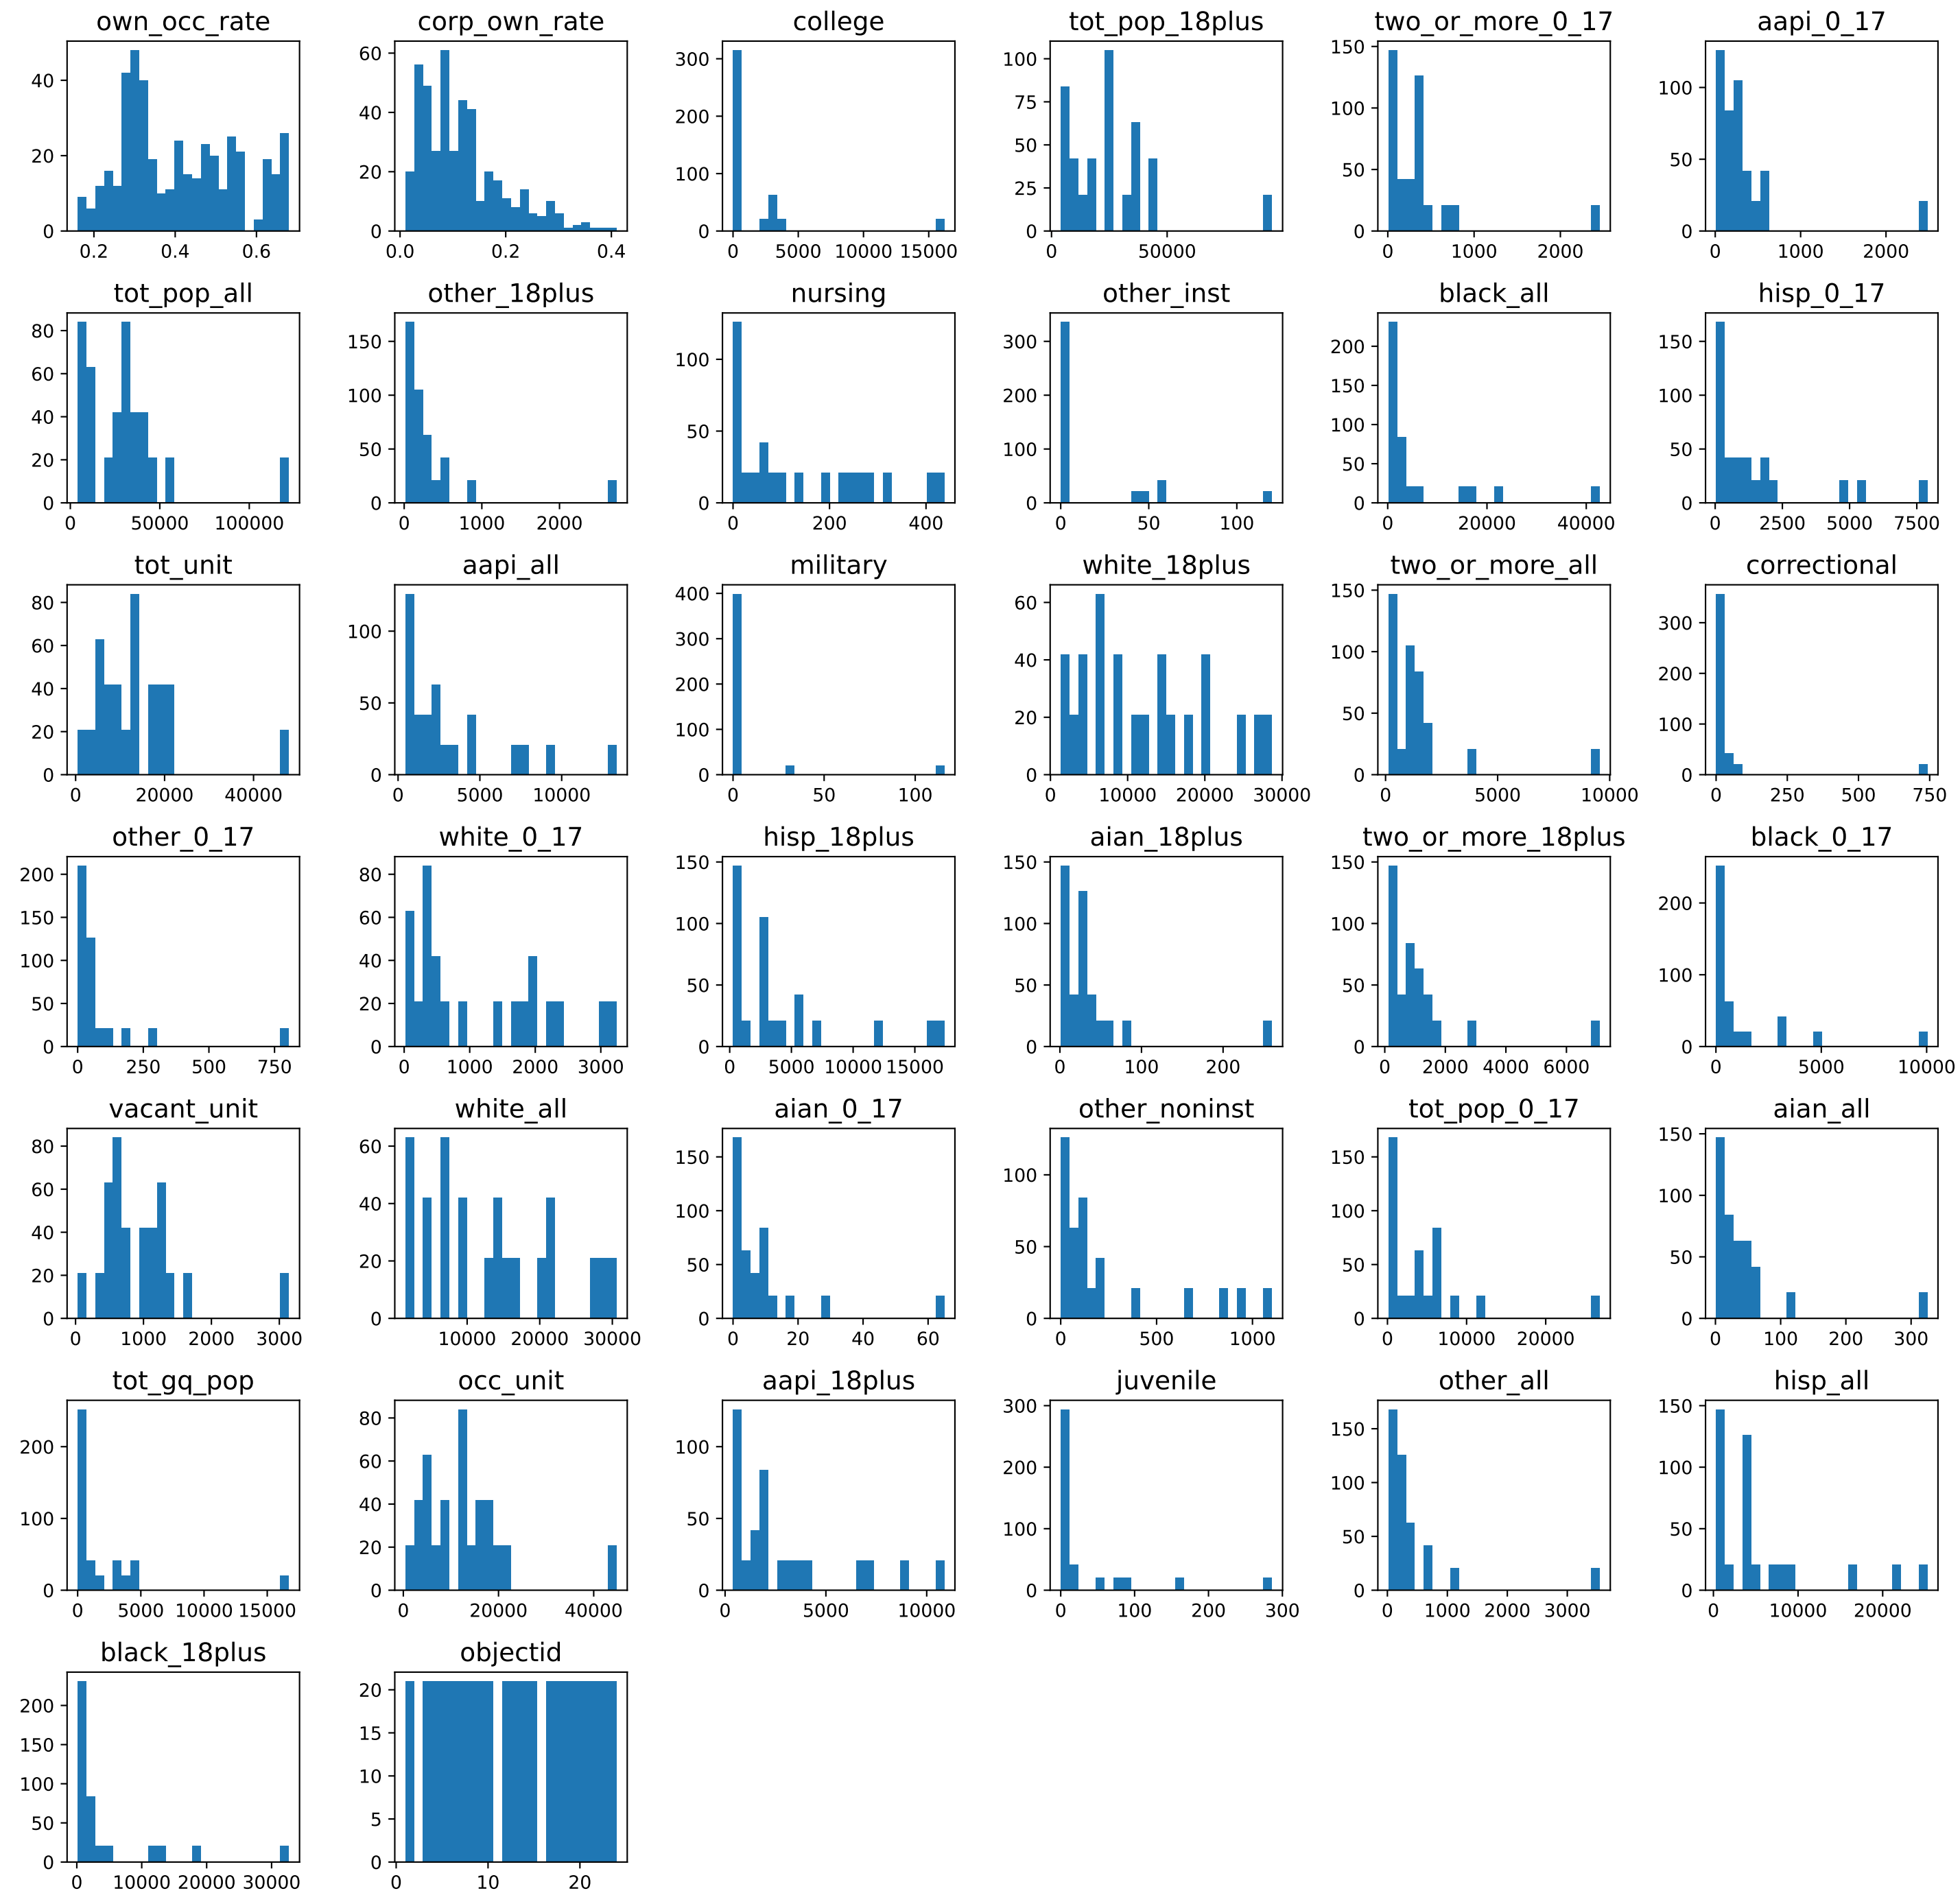 own_occ_rate corp_own_rate college tot_pop_18plus two_or_more_0_17 aapi_0_17
40 20 0 0.2 0.4 0.6
60 40 20 0 0.0 0.2 0.4
300 200 100 0 0 5000 10000 15000
100 75 50 25 0 0 50000
150 100 50 0 0 1000 2000
100 50 0 0 1000 2000
tot_pop_all other_18plus nursing other_inst black_all hisp_0_17
80 60 40 20 0 0 50000 100000
150 100 50 0 0 1000 2000
100 50 0 0 200 400
300 200 100 0 0 50 100
200 150 100 50 0 0 20000 40000
150 100 50 0 0 2500 5000 7500
tot_unit aapi_all military white_18plus two_or_more_all correctional
80 60 40 20 0 0 20000 40000
100 50 0 0 5000 10000
400 300 200 100 0 0 50 100
60 40 20 0 0 10000 20000 30000
150 100 50 0 0 5000 10000
300 200 100 0 0 250 500 750
other_0_17 white_0_17 hisp_18plus aian_18plus two_or_more_18plus black_0_17
200 150 100 50 0 0 250 500 750
80 60 40 20 0 0 1000 2000 3000
150 100 50 0 0 5000 10000 15000
150 100 50 0 0 100 200
150 100 50 0 0 2000 4000 6000
200 100 0 0 5000 10000
vacant_unit white_all aian_0_17 other_noninst tot_pop_0_17 aian_all
80 60 40 20 0 0 1000 2000 3000
60 40 20 0 10000 20000 30000
150 100 50 0 0 20 40 60
100 50 0 0 500 1000
150 100 50 0 0 10000 20000
150 100 50 0 0 100 200 300
tot_gq_pop occ_unit aapi_18plus juvenile other_all hisp_all
200 100 0 0 5000 10000 15000
80 60 40 20 0 0 20000 40000
100 50 0 0 5000 10000
300 200 100 0 0 100 200 300
150 100 50 0 0 1000 2000 3000
150 100 50 0 0 10000 20000
black_18plus objectid
200 150 100 50 0 0 10000 20000 30000
20 15 10 5 0 0 10 20